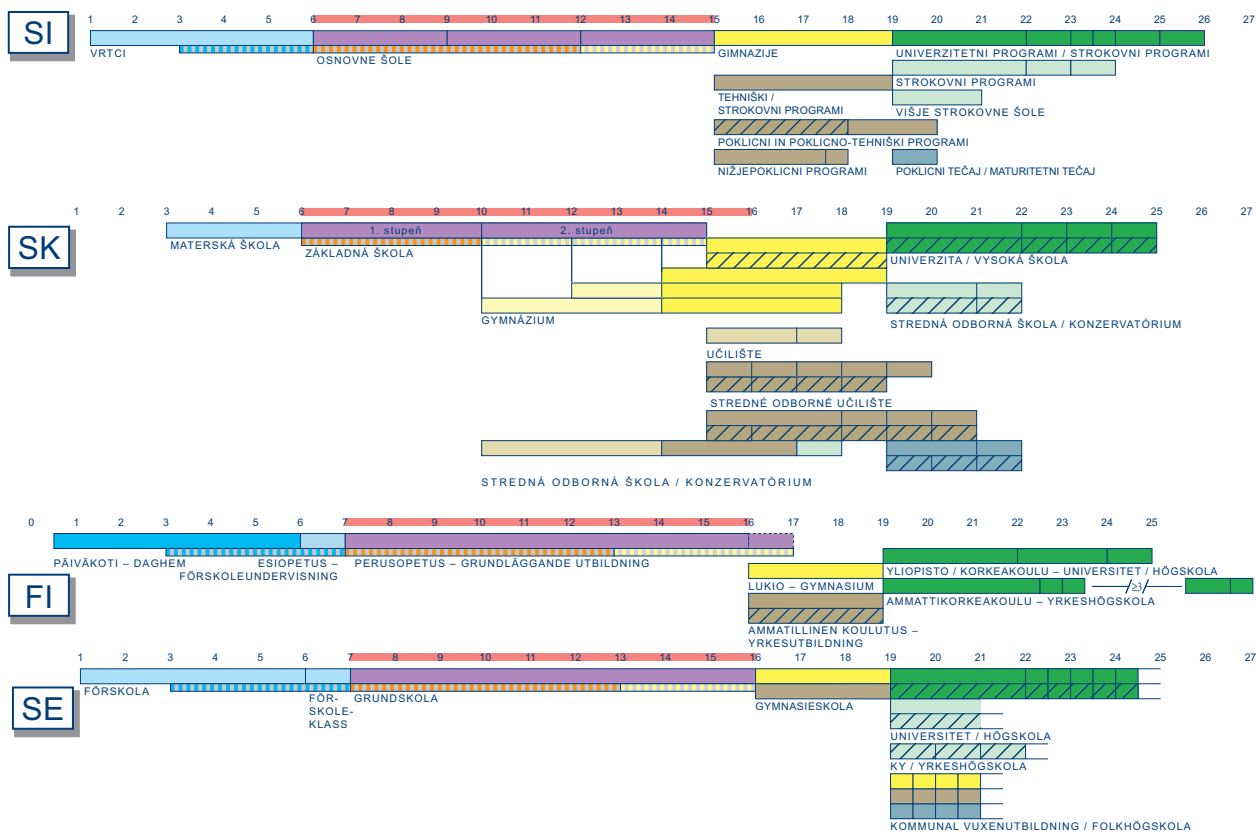 SI
1 2 3 4 5 6 7 8 9 10 11 12 13 14 15 16 17 18 19 20 21 22 23 24 25 26 27
VRTCI
OSNOVNE ŠOLE
GIMNAZIJE
UNIVERZITETNI PROGRAMI / STROKOVNI PROGRAMI
STROKOVNI PROGRAMI
TEHNIŠKI /
STROKOVNI PROGRAMI
VIŠJE STROKOVNE ŠOLE
POKLICNI IN POKLICNO-TEHNIŠKI PROGRAMI
NIŽJEPOKLICNI PROGRAMI
POKLICNI TEČAJ / MATURITETNI TEČAJ
SK
1 2 3 4 5 6 7 8 9 10 11 12 13 14 15 16 17 18 19 20 21 22 23 24 25 26 27
1. stupeň
2. stupeň
MATERSKÁ ŠKOLA
ZÁKLADNÁ ŠKOLA
UNIVERZITA / VYSOKÁ ŠKOLA
GYMNÁZIUM
STREDNÁ ODBORNÁ ŠKOLA / KONZERVATÓRIUM
UČILIŠTE
STREDNÉ ODBORNÉ UČILIŠTE
STREDNÁ ODBORNÁ ŠKOLA / KONZERVATÓRIUM
FI
0 1 2 3 4 5 6 7 8 9 10 11 12 13 14 15 16 17 18 19 20 21 22 23 24 25
PÄIVÄKOTI – DAGHEM
ESIOPETUS –
FÖRSKOLEUNDERVISNING
PERUSOPETUS – GRUNDLÄGGANDE UTBILDNING
YLIOPISTO / KORKEAKOULU – UNIVERSITET / HÖGSKOLA
LUKIO – GYMNASIUM
≥3
AMMATTIKORKEAKOULU – YRKESHÖGSKOLA
AMMATILLINEN KOULUTUS –
YRKESUTBILDNING
SE
1 2 3 4 5 6 7 8 9 10 11 12 13 14 15 16 17 18 19 20 21 22 23 24 25 26 27
FÖRSKOLA
FÖR-
SKOLE-
KLASS
GRUNDSKOLA
GYMNASIESKOLA
UNIVERSITET / HÖGSKOLA
KY / YRKESHÖGSKOLA
KOMMUNAL VUXENUTBILDNING / FOLKHÖGSKOLA